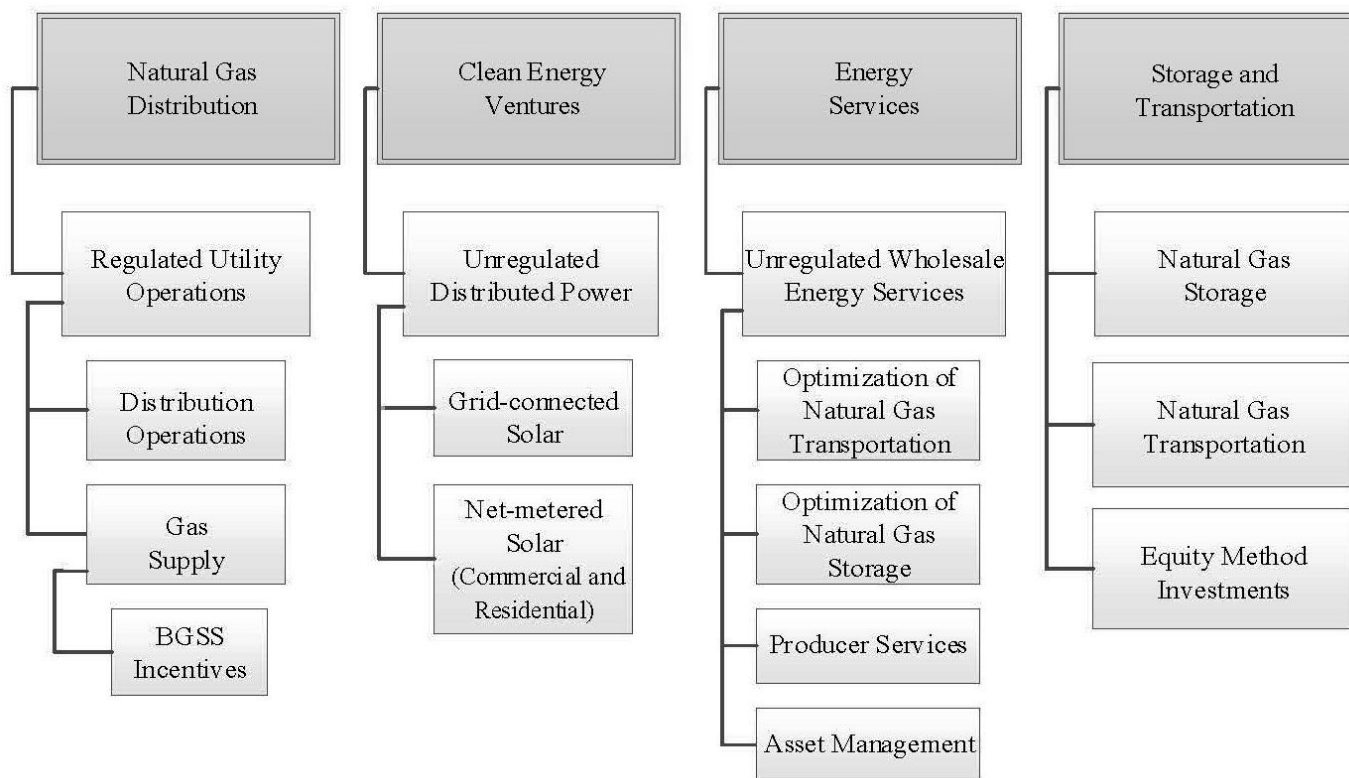 Natural Gas
Distribution
Clean Energy
Ventures
Energy
Services
Storage and
Transportation
Regulated Utility
Operations
Unregulated
Distributed Power
Unregulated Wholesale
Energy Services
Natural Gas
Storage
Distribution
Operations
Grid-connected
Solar
Optimization of
Natural Gas
Transportation
Natural Gas
Transportation
Gas
Supply
Net-metered
Solar
(Commercial and
Residential)
Optimization of
Natural Gas
Storage
Equity Method
Investments
BGSS
Incentives
Producer Services
Asset Management